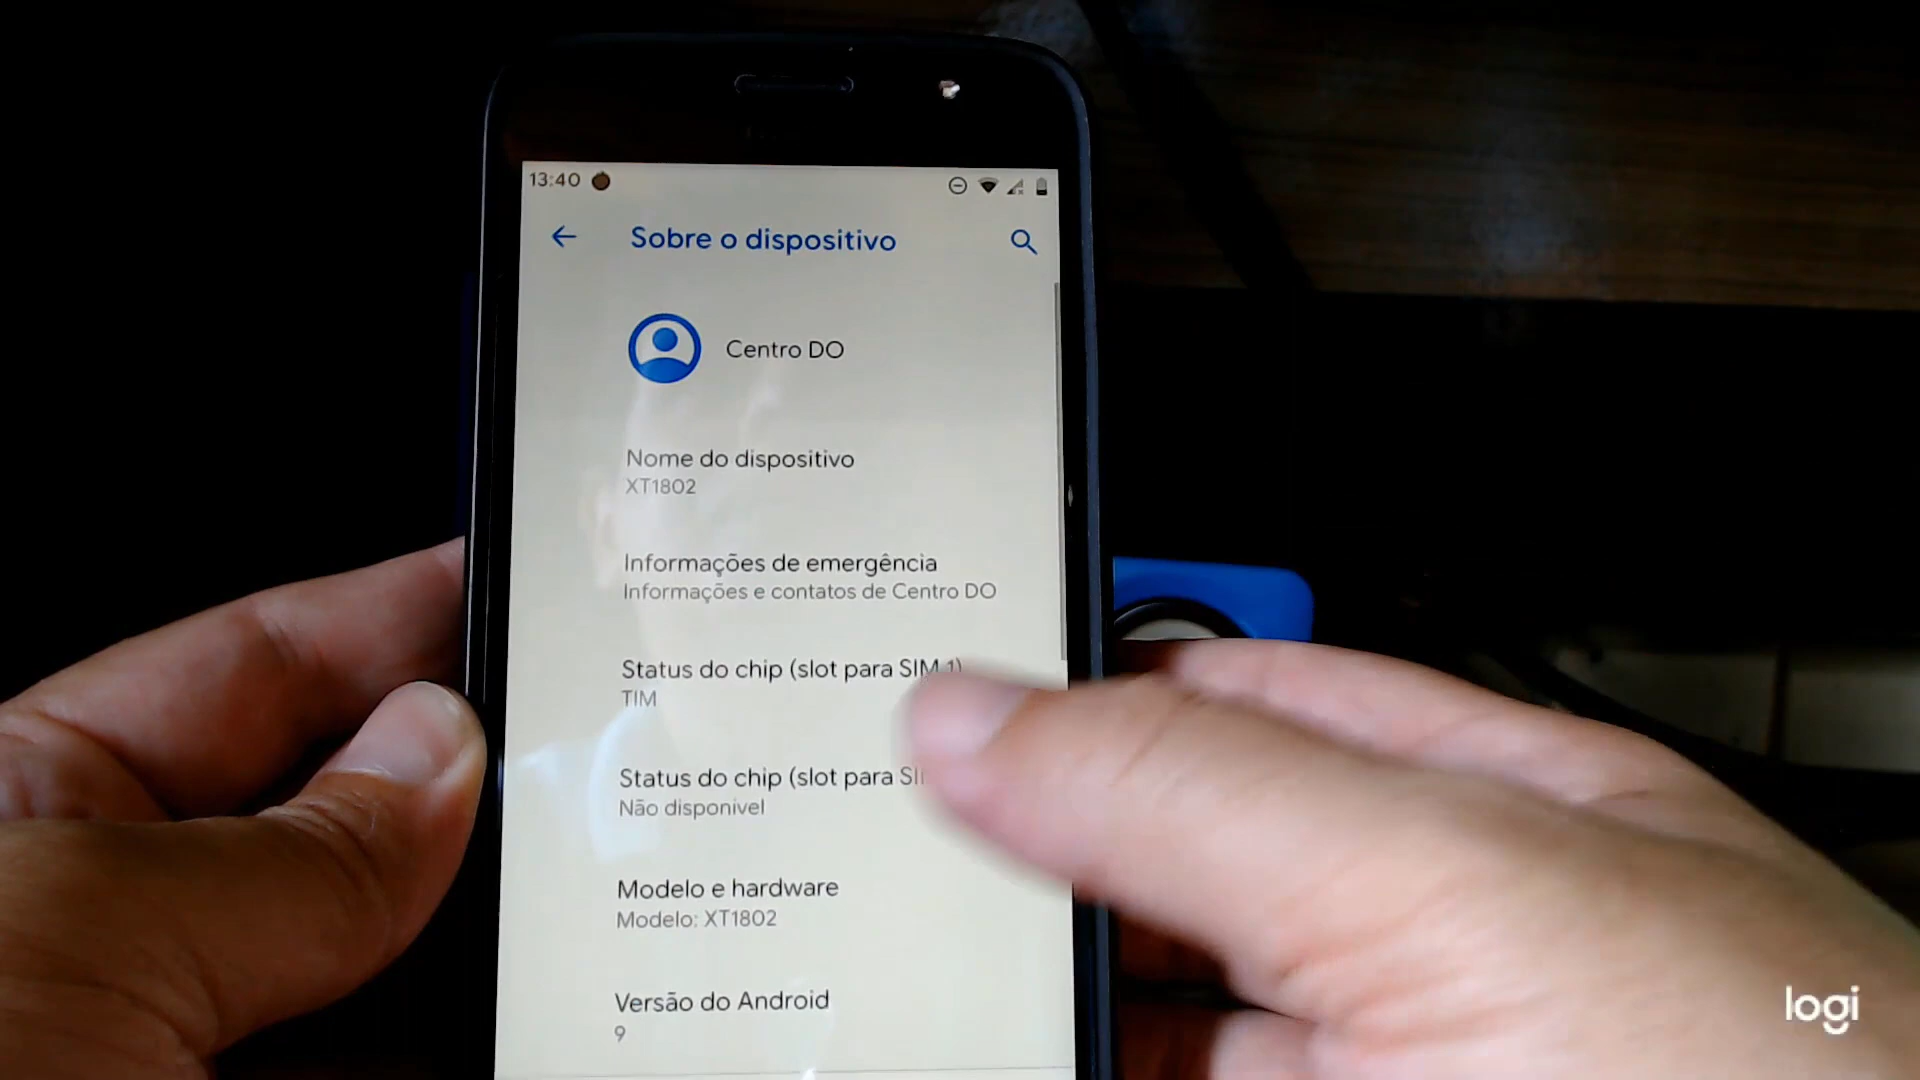 13:40
Sobre o dispositivo
Centro DO
Nome do dispositivo
XT1802
Informações de emergência
Informações e contatos de Centro DO
Status do chip (slot para SIM 1)
TIM
Status do chip (slot para
Não disponível
Modelo e hardware
Modelo: XT1802
Versão do Android
9
logi